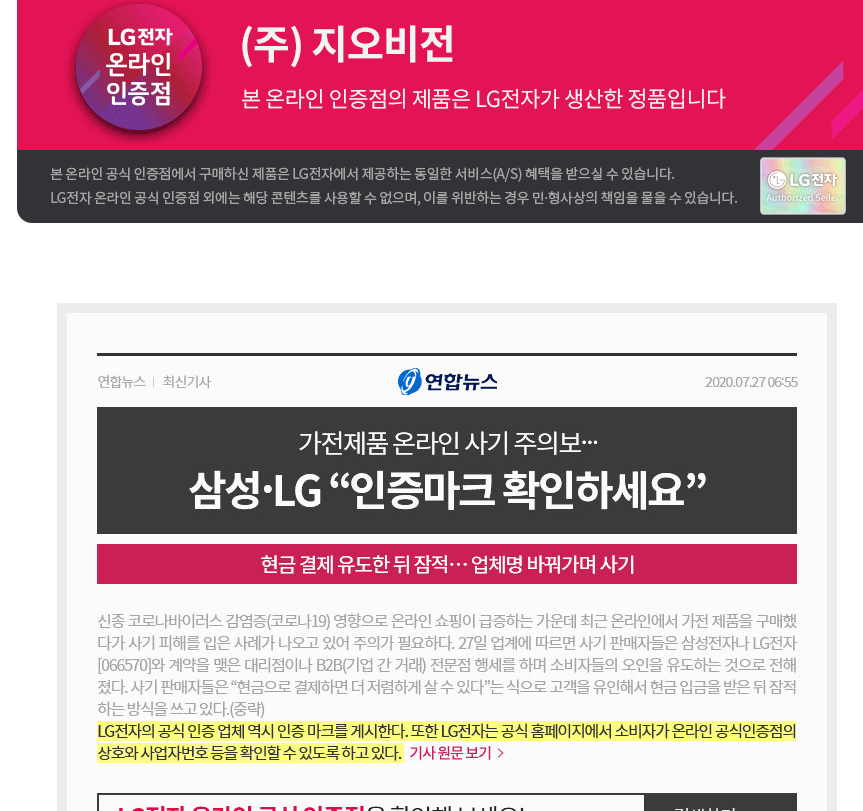 LG전자
온라인
인증점
(주) 지오비전
본 온라인 인증점의 제품은 LG전자가 생산한 정품입니다
본 온라인 공식 인증점에서 구매하신 제품은 LG전자에서 제공하는 동일한 서비스(A/S) 혜택을 받으실 수 있습니다.
LG전자 온라인 공식 인증점 외에는 해당 콘텐츠를 사용할 수 없으며, 이를 위반하는 경우 민·형사상의 책임을 물을 수 있습니다.
LG전자
Authorized Seller
연합뉴스 | 최신기사
연합뉴스
2020.07.27 06:55
가전제품 온라인 사기 주의보···
삼성·LG “인증마크 확인하세요”
현금 결제 유도한 뒤 잠적··· 업체명 바꿔가며 사기
신종 코로나바이러스 감염증(코로나19) 영향으로 온라인 쇼핑이 급증하는 가운데 최근 온라인에서 가전 제품을 구매했
다가 사기 피해를 입은 사례가 나오고 있어 주의가 필요하다. 27일 업계에 따르면 사기 판매자들은 삼성전자나 LG전자
[066570]와 계약을 맺은 대리점이나 B2B(기업 간 거래) 전문점 행세를 하며 소비자들의 오인을 유도하는 것으로 전해
졌다. 사기 판매자들은 “현금으로 결제하면 더 저렴하게 살 수 있다”는 식으로 고객을 유인해서 현금 입금을 받은 뒤 잠적
하는 방식을 쓰고 있다.(중략)
LG전자의 공식 인증 업체 역시 인증 마크를 게시한다. 또한 LG전자는 공식 홈페이지에서 소비자가 온라인 공식인증점의
상호와 사업자번호 등을 확인할 수 있도록 하고 있다. 기사 원문 보기 >